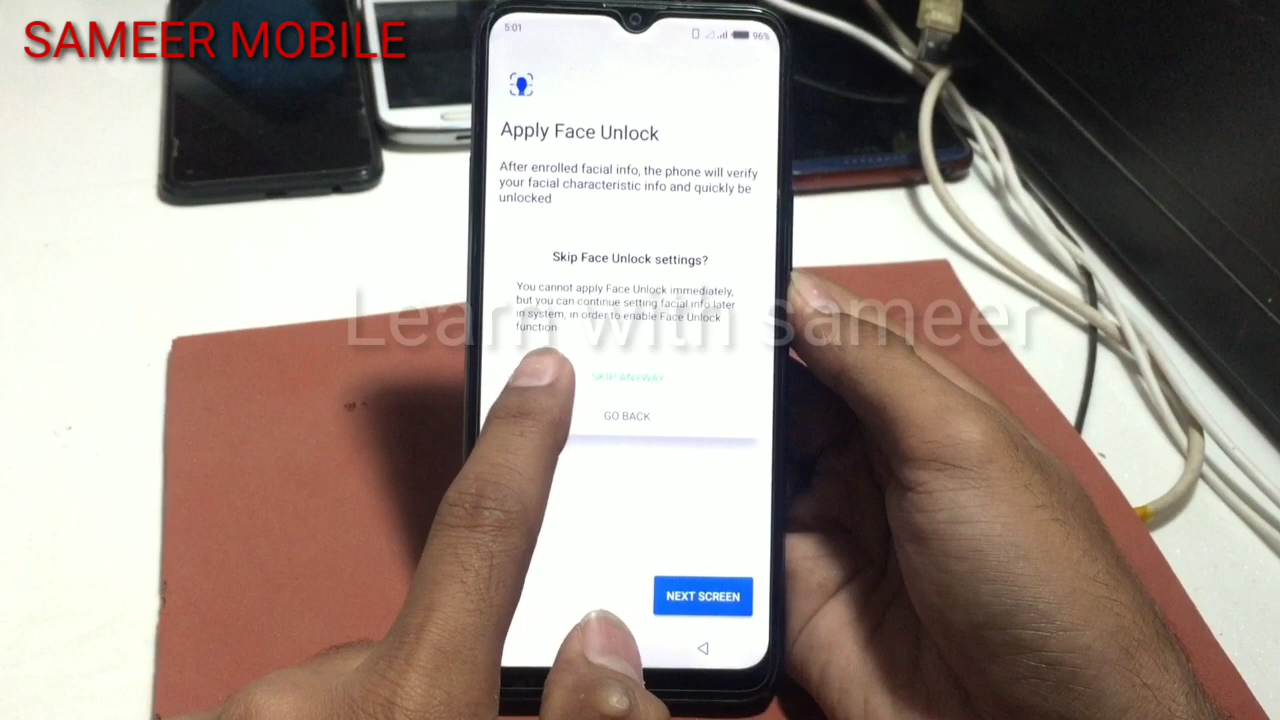 SAMEER MOBILE
5:01
96%
Apply Face Unlock
After enrolled facial info, the phone will verify
your facial characteristic info and quickly be
unlocked
Skip Face Unlock settings?
You cannot apply Face Unlock immediately,
but you can continue setting facial info later
in system, in order to enable Face Unlock
function
Learn with sameer
SKIP ANYWAY
GO BACK
NEXT SCREEN